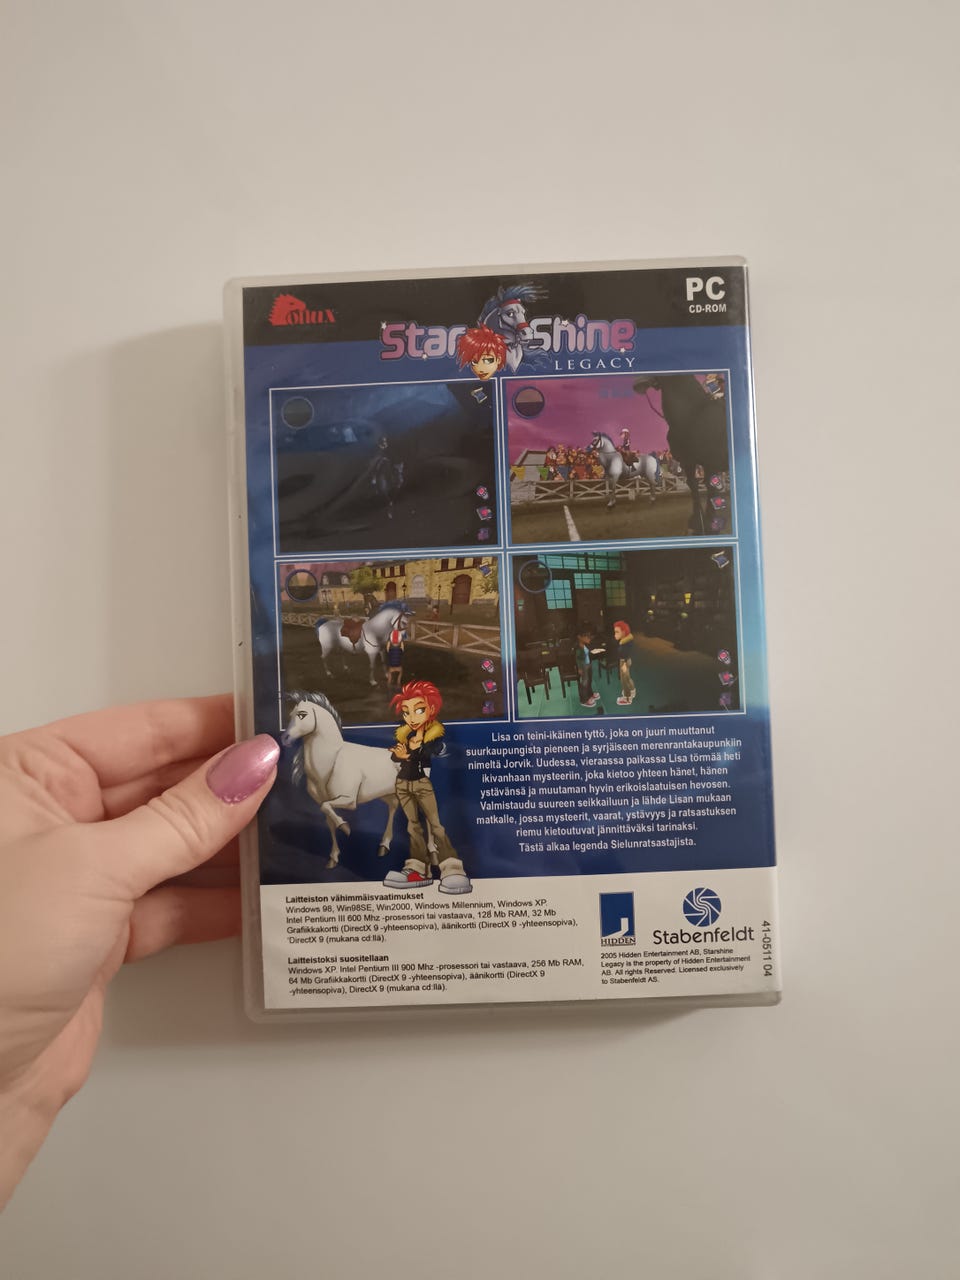 Pollux
PC
CD-ROM
StarShine
LEGACY
Lisa on teini-ikäinen tyttö, joka on juuri muuttanut
suurkaupungista pieneen ja syrjäiseen merenrantakaupunkiin
nimeltä Jorvik. Uudessa, vieraassa paikassa Lisa törmää heti
ikivanhaan mysteeriin, joka kietoo yhteen hänet, hänen
ystävänsä ja muutaman hyvin erikoislaatuisen hevosen.
Valmistaudu suureen seikkailuun ja lähde Lisan mukaan
matkalle, jossa mysteerit, vaarat, ystävyys ja ratsastuksen
riemu kietoutuvat jännittäväksi tarinaksi.
Tästä alkaa legenda Sielunratsastajista.
Laitteiston vähimmäisvaatimukset
Windows 98, Win98SE, Win2000, Windows Millennium, Windows XP.
Intel Pentium III 600 Mhz -prosessori tai vastaava, 128 Mb RAM, 32 Mb
Grafiikkakortti (DirectX 9 -yhteensopiva), äänikortti (DirectX 9 -yhteensopiva),
DirectX 9 (mukana cd:llä).
Laitteistoksi suositellaan
Windows XP. Intel Pentium III 900 Mhz -prosessori tai vastaava, 256 Mb RAM,
64 Mb Grafiikkakortti (DirectX 9 -yhteensopiva), äänikortti (DirectX 9
-yhteensopiva), DirectX 9 (mukana cd:llä).
HIDDEN
Stabenfeldt
2005 Hidden Entertainment AB, Starshine
Legacy is the property of Hidden Entertainment
AB. All rights Reserved. Licensed exclusively
to Stabenfeldt AS.
41-0511 04